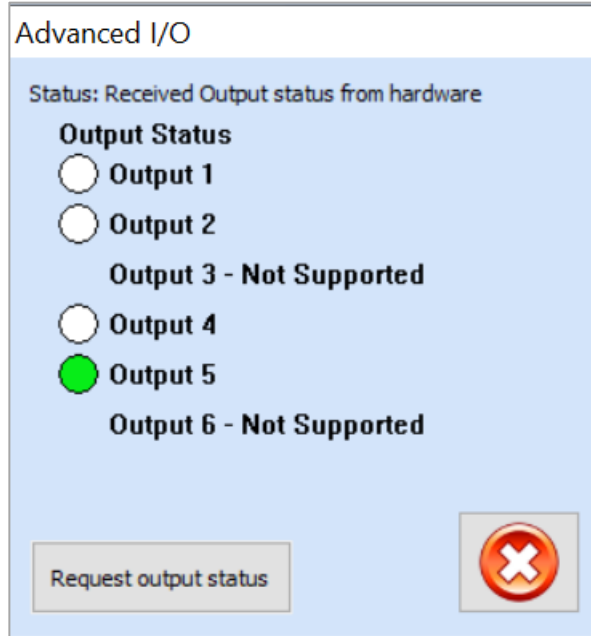 Advanced I/O
Status: Received Output status from hardware
Output Status
Output 1
Output 2
Output 3 - Not Supported
Output 4
Output 5
Output 6 - Not Supported
Request output status